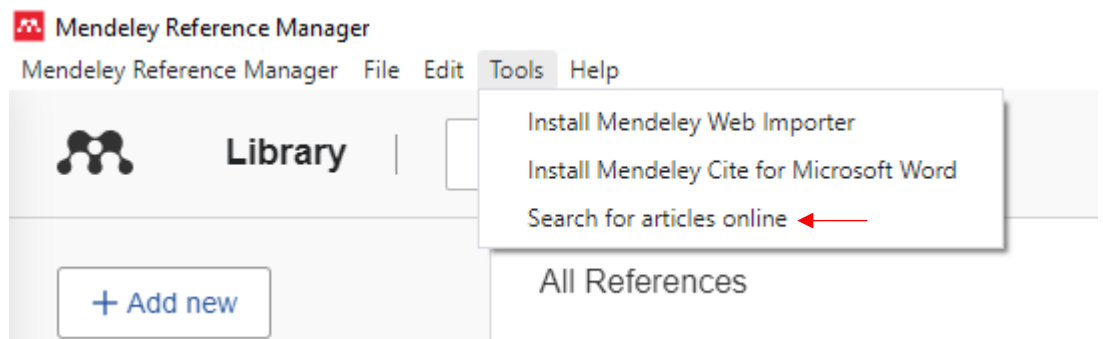 Mendeley Reference Manager
Mendeley Reference Manager File Edit Tools Help
Install Mendeley Web Importer
Library
Install Mendeley Cite for Microsoft Word
Search for articles online
All References
+ Add new